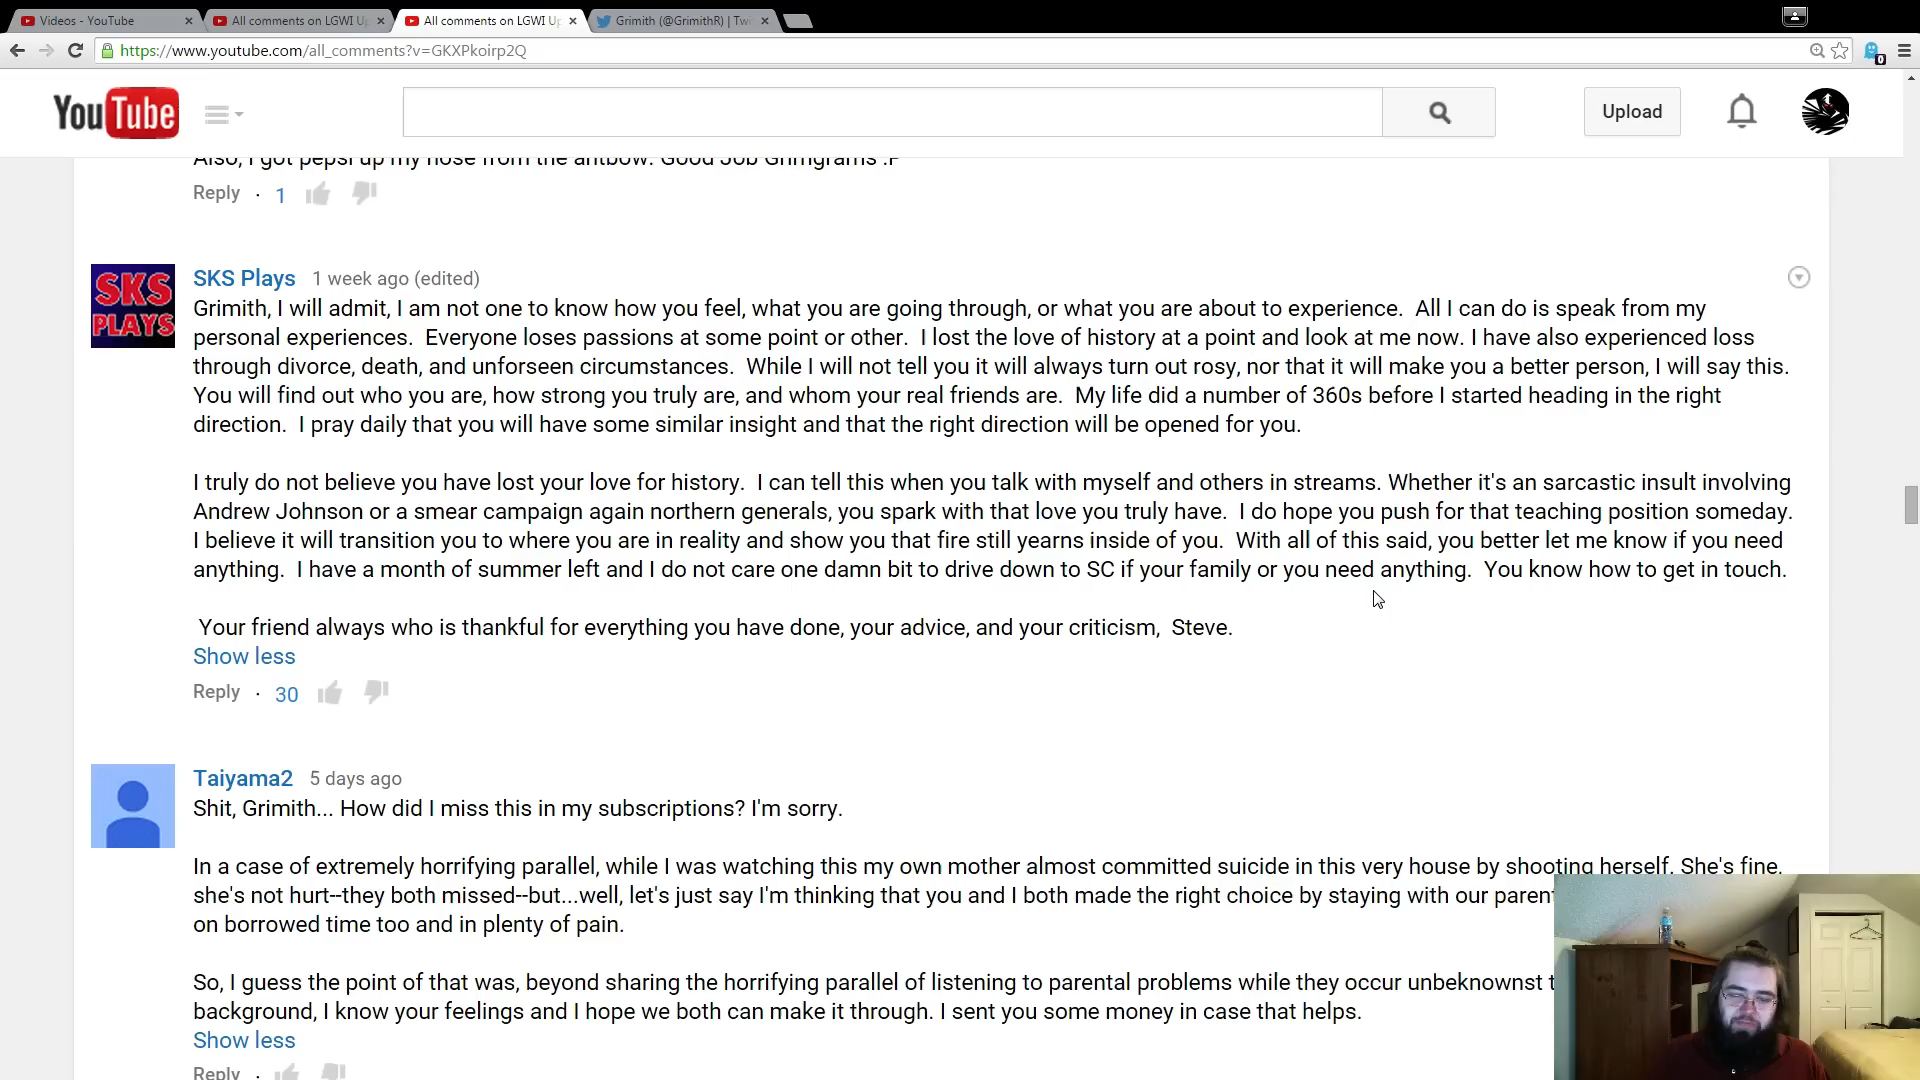 Videos - YouTube
All comments on LGWI Up
All comments on LGWI Up
Grimith (@GrimithR) | Twi
https://www.youtube.com/all_comments?v=GKXPkoirp2Q
0
YouTube
Upload
Also, I got pepsi up my nose from the antbow. Good Job Grimgrams :P
Reply · 1
SKS PLAYS
SKS Plays 1 week ago (edited)
Grimith, I will admit, I am not one to know how you feel, what you are going through, or what you are about to experience. All I can do is speak from my
personal experiences. Everyone loses passions at some point or other. I lost the love of history at a point and look at me now. I have also experienced loss
through divorce, death, and unforseen circumstances. While I will not tell you it will always turn out rosy, nor that it will make you a better person, I will say this.
You will find out who you are, how strong you truly are, and whom your real friends are. My life did a number of 360s before I started heading in the right
direction. I pray daily that you will have some similar insight and that the right direction will be opened for you.
I truly do not believe you have lost your love for history. I can tell this when you talk with myself and others in streams. Whether it's an sarcastic insult involving
Andrew Johnson or a smear campaign again northern generals, you spark with that love you truly have. I do hope you push for that teaching position someday.
I believe it will transition you to where you are in reality and show you that fire still yearns inside of you. With all of this said, you better let me know if you need
anything. I have a month of summer left and I do not care one damn bit to drive down to SC if your family or you need anything. You know how to get in touch.
Your friend always who is thankful for everything you have done, your advice, and your criticism, Steve.
Show less
Reply · 30
Taiyama2 5 days ago
Shit, Grimith... How did I miss this in my subscriptions? I'm sorry.
In a case of extremely horrifying parallel, while I was watching this my own mother almost committed suicide in this very house by shooting herself. She's fine,
she's not hurt--they both missed--but...well, let's just say I'm thinking that you and I both made the right choice by staying with our paren
on borrowed time too and in plenty of pain.
So, I guess the point of that was, beyond sharing the horrifying parallel of listening to parental problems while they occur unbeknownst t
background, I know your feelings and I hope we both can make it through. I sent you some money in case that helps.
Show less
Reply ·